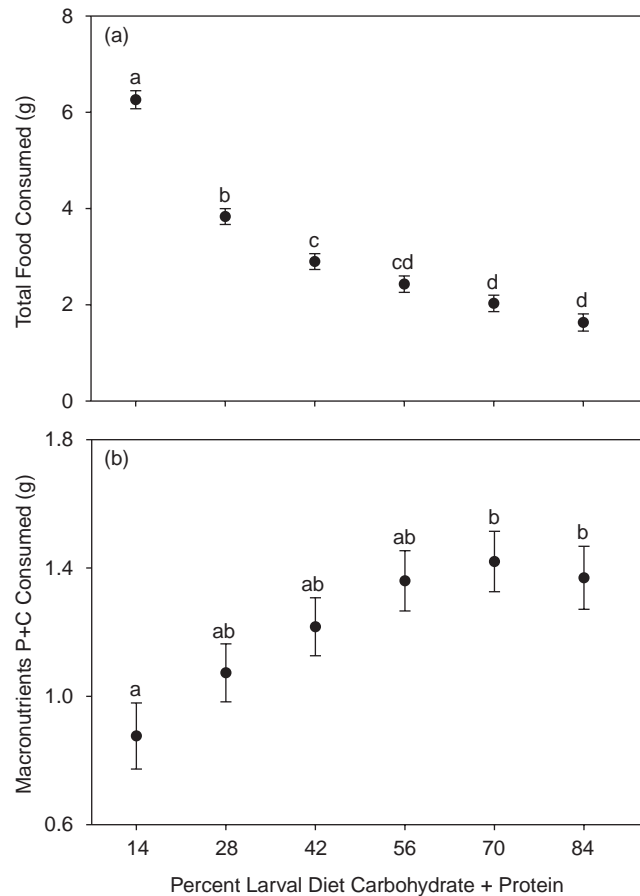 8
(a)
a
6
b
4
c
cd
d
d
2
0
Total Food Consumed (g)
1.8
(b)
b
b
ab
ab
1.4
ab
a
1.0
0.6
Macronutrients P+C Consumed (g)
14 28 42 56 70 84
Percent Larval Diet Carbohydrate + Protein